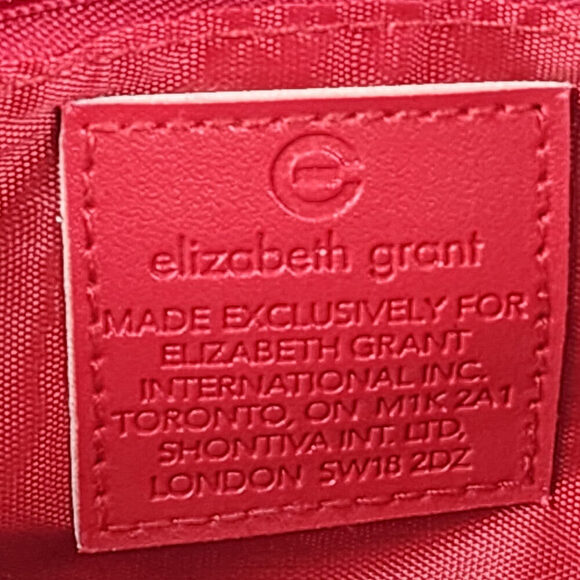 elizabeth grant
MADE EXCLUSIVELY FOR
ELIZABETH GRANT
INTERNATIONAL INC.
TORONTO, ON M1K 2A1
SHONTIVA INT. LTD,
LONDON SW18 2DZ